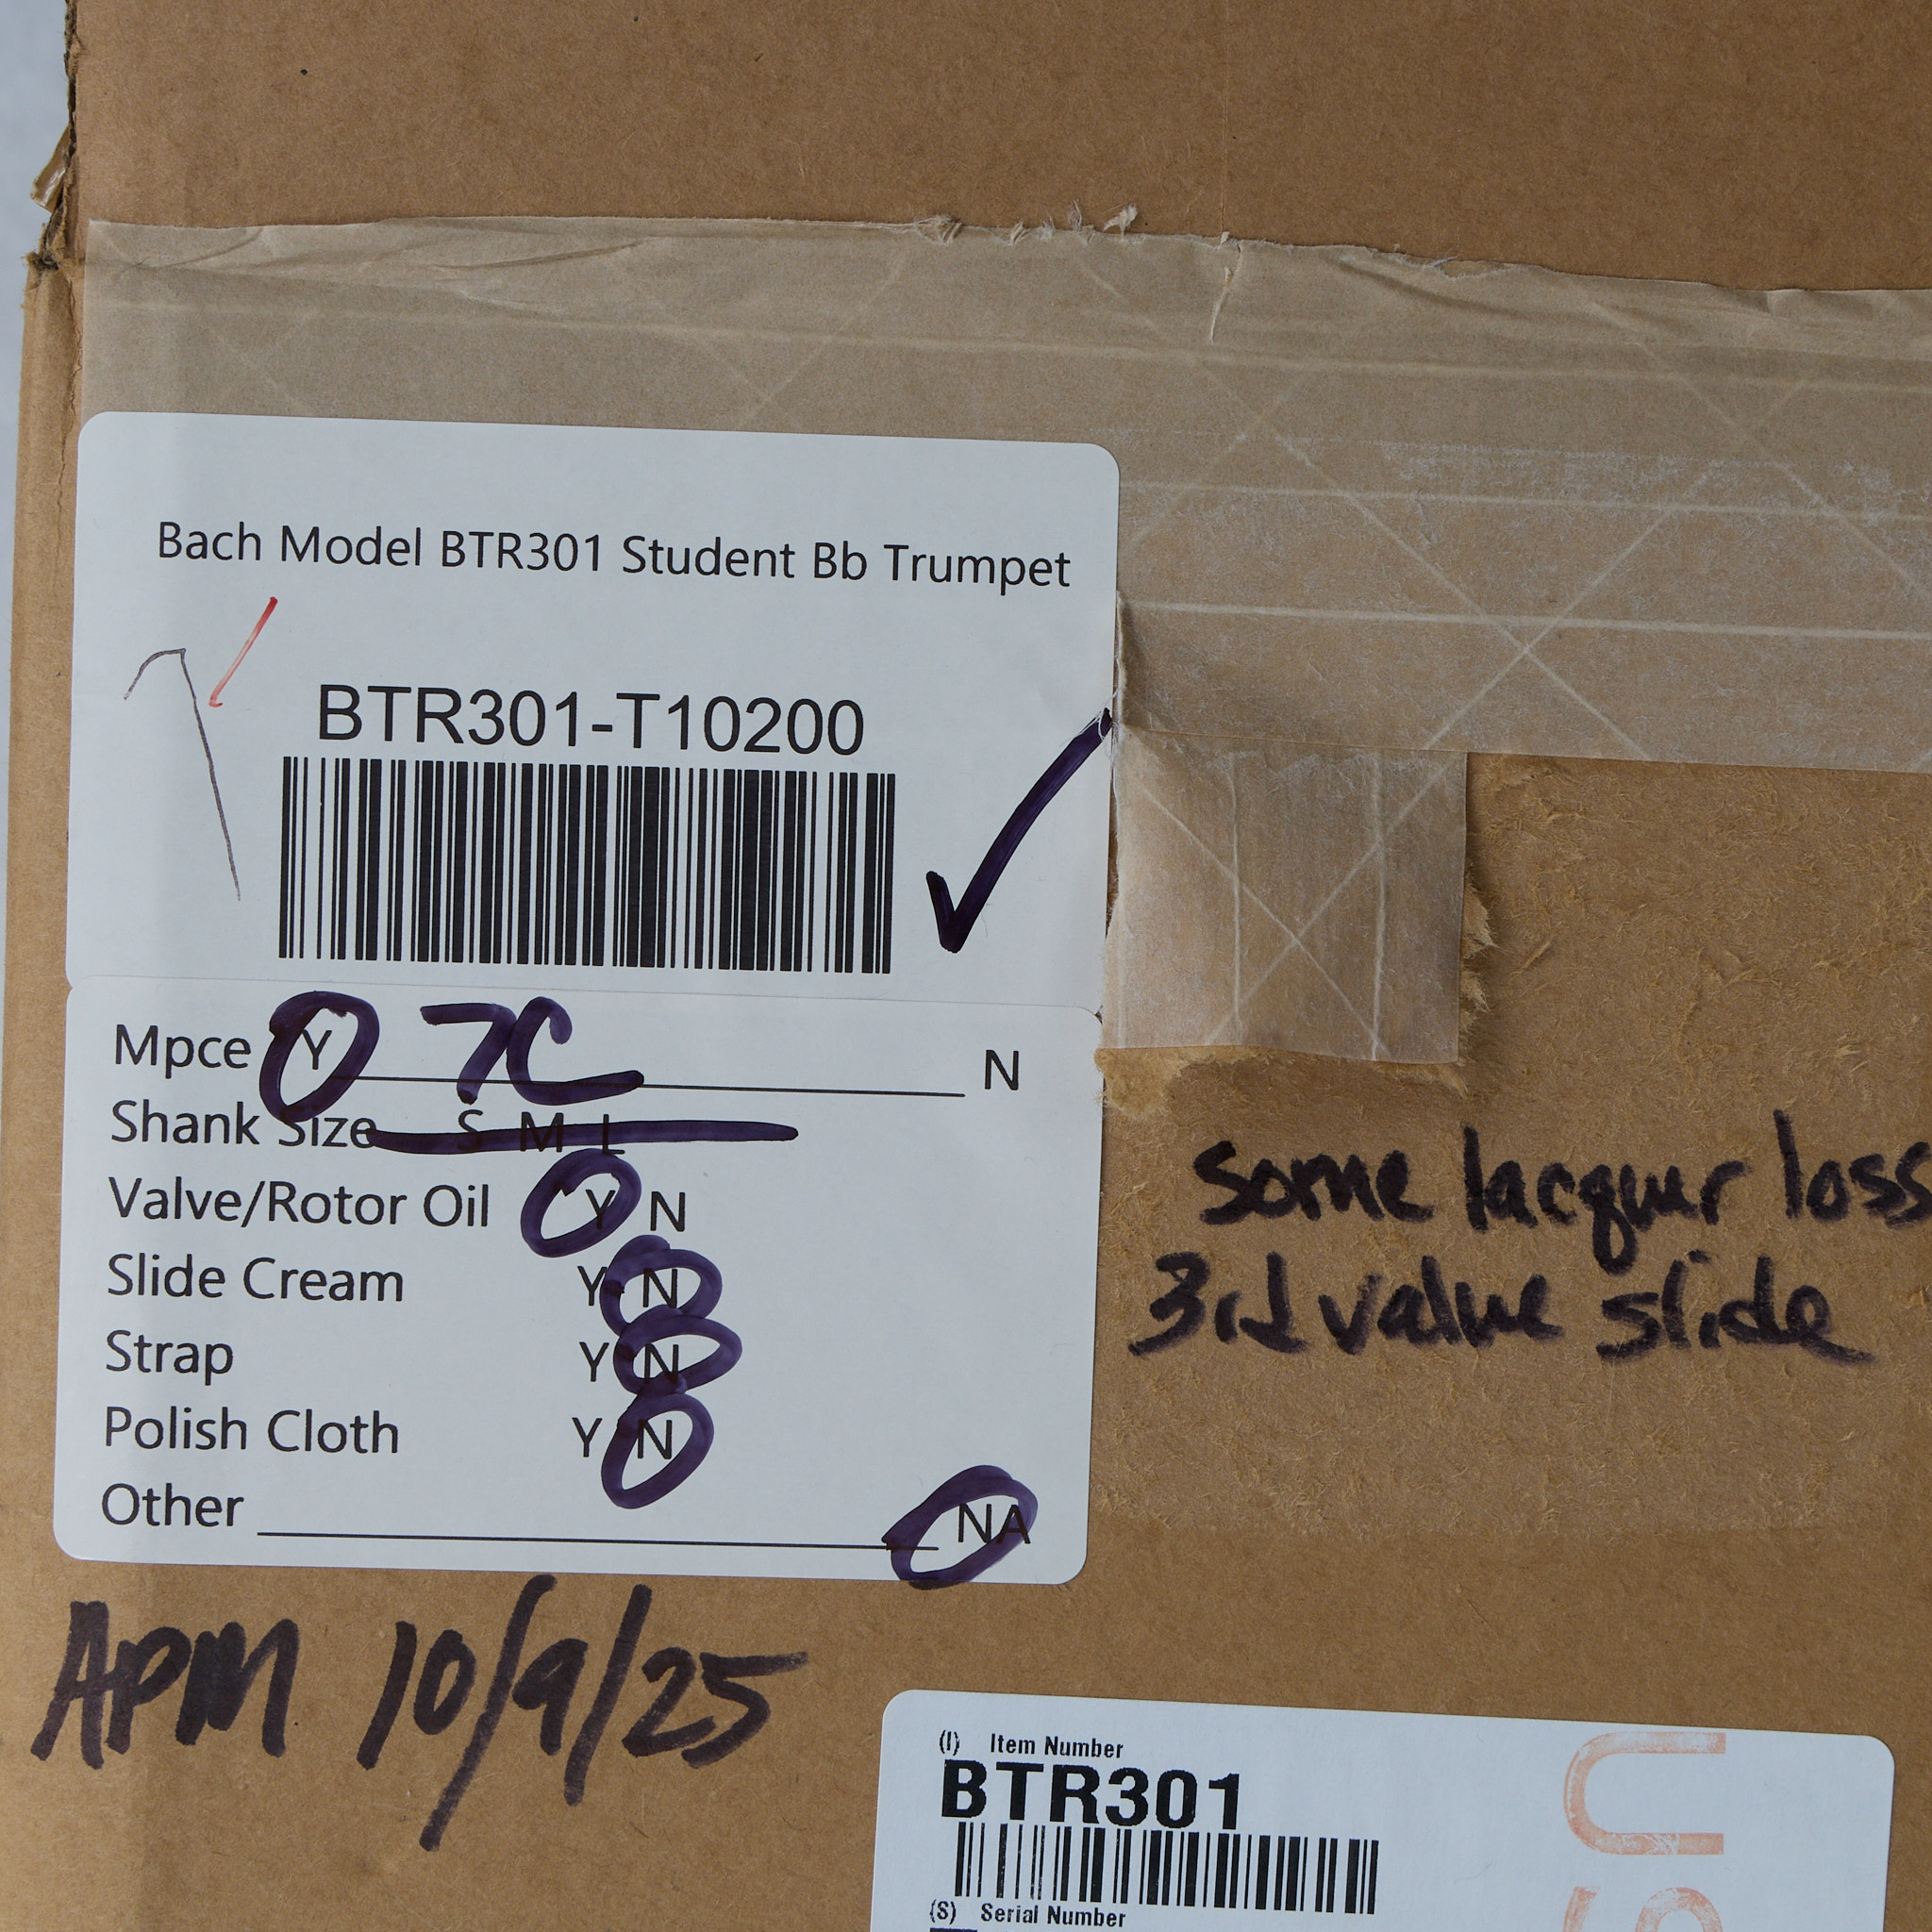 Bach Model BTR301 Student Bb Trumpet
BTR301-T10200
Mpce Y 7C N
Shank Size S M L
Valve/Rotor Oil Y N
Slide Cream Y N
Strap Y N
Polish Cloth Y N
Other NA
some lacquer loss
3rd valve slide
APM 10/9/25
(I) Item Number
BTR301
(S) Serial Number